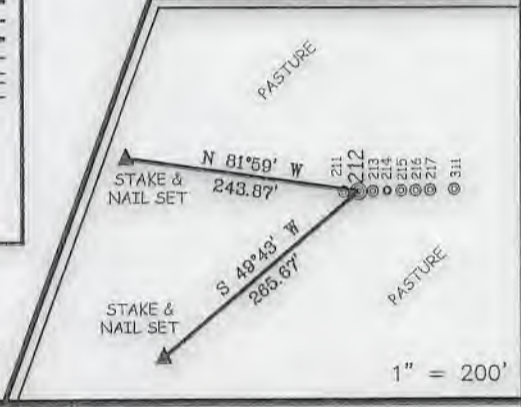 PASTURE
N 81°59' W
243.87'
STAKE &
NAIL SET
211
212
213
214
215
216
217
311
S 49°43' W
265.67'
STAKE &
NAIL SET
PASTURE
1" = 200'